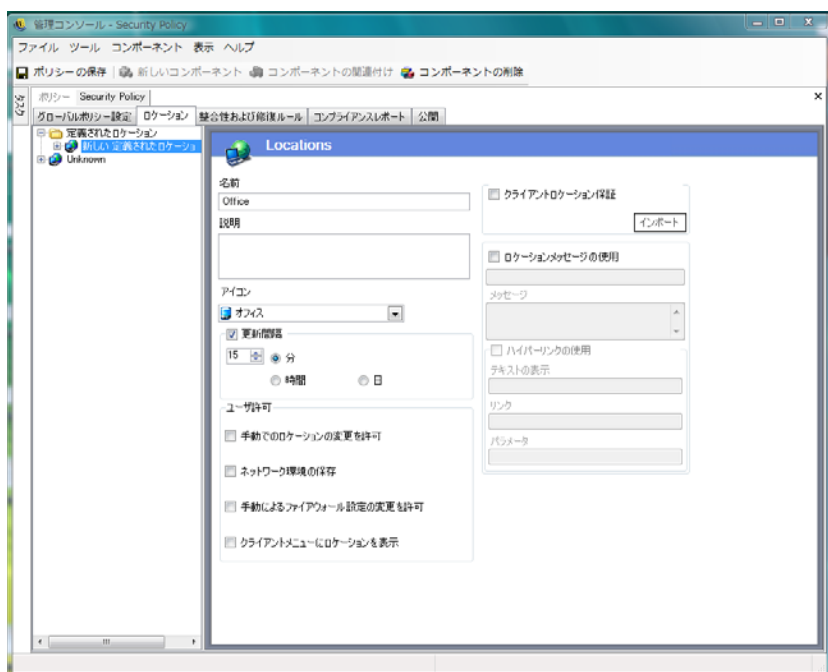 管理コンソール - Security Policy
ファイル ツール コンポーネント 表示 ヘルプ
ポリシーの保存 新しいコンポーネント コンポーネントの関連付け コンポーネントの削除
タスク
ポリシー Security Policy
グローバルポリシー設定 ロケーション 整合性および修復ルール コンプライアンスレポート 公開
定義されたロケーション
新しい 定義されたロケーショ
Unknown
Locations
名前
Office
説明
アイコン
オフィス
更新間隔
15 分
時間 日
ユーザ許可
手動でのロケーションの変更を許可
ネットワーク環境の保存
手動によるファイアウォール設定の変更を許可
クライアントメニューにロケーションを表示
クライアントロケーション保証
インポート
ロケーションメッセージの使用
メッセージ
ハイパーリンクの使用
テキストの表示
リンク
パラメータ